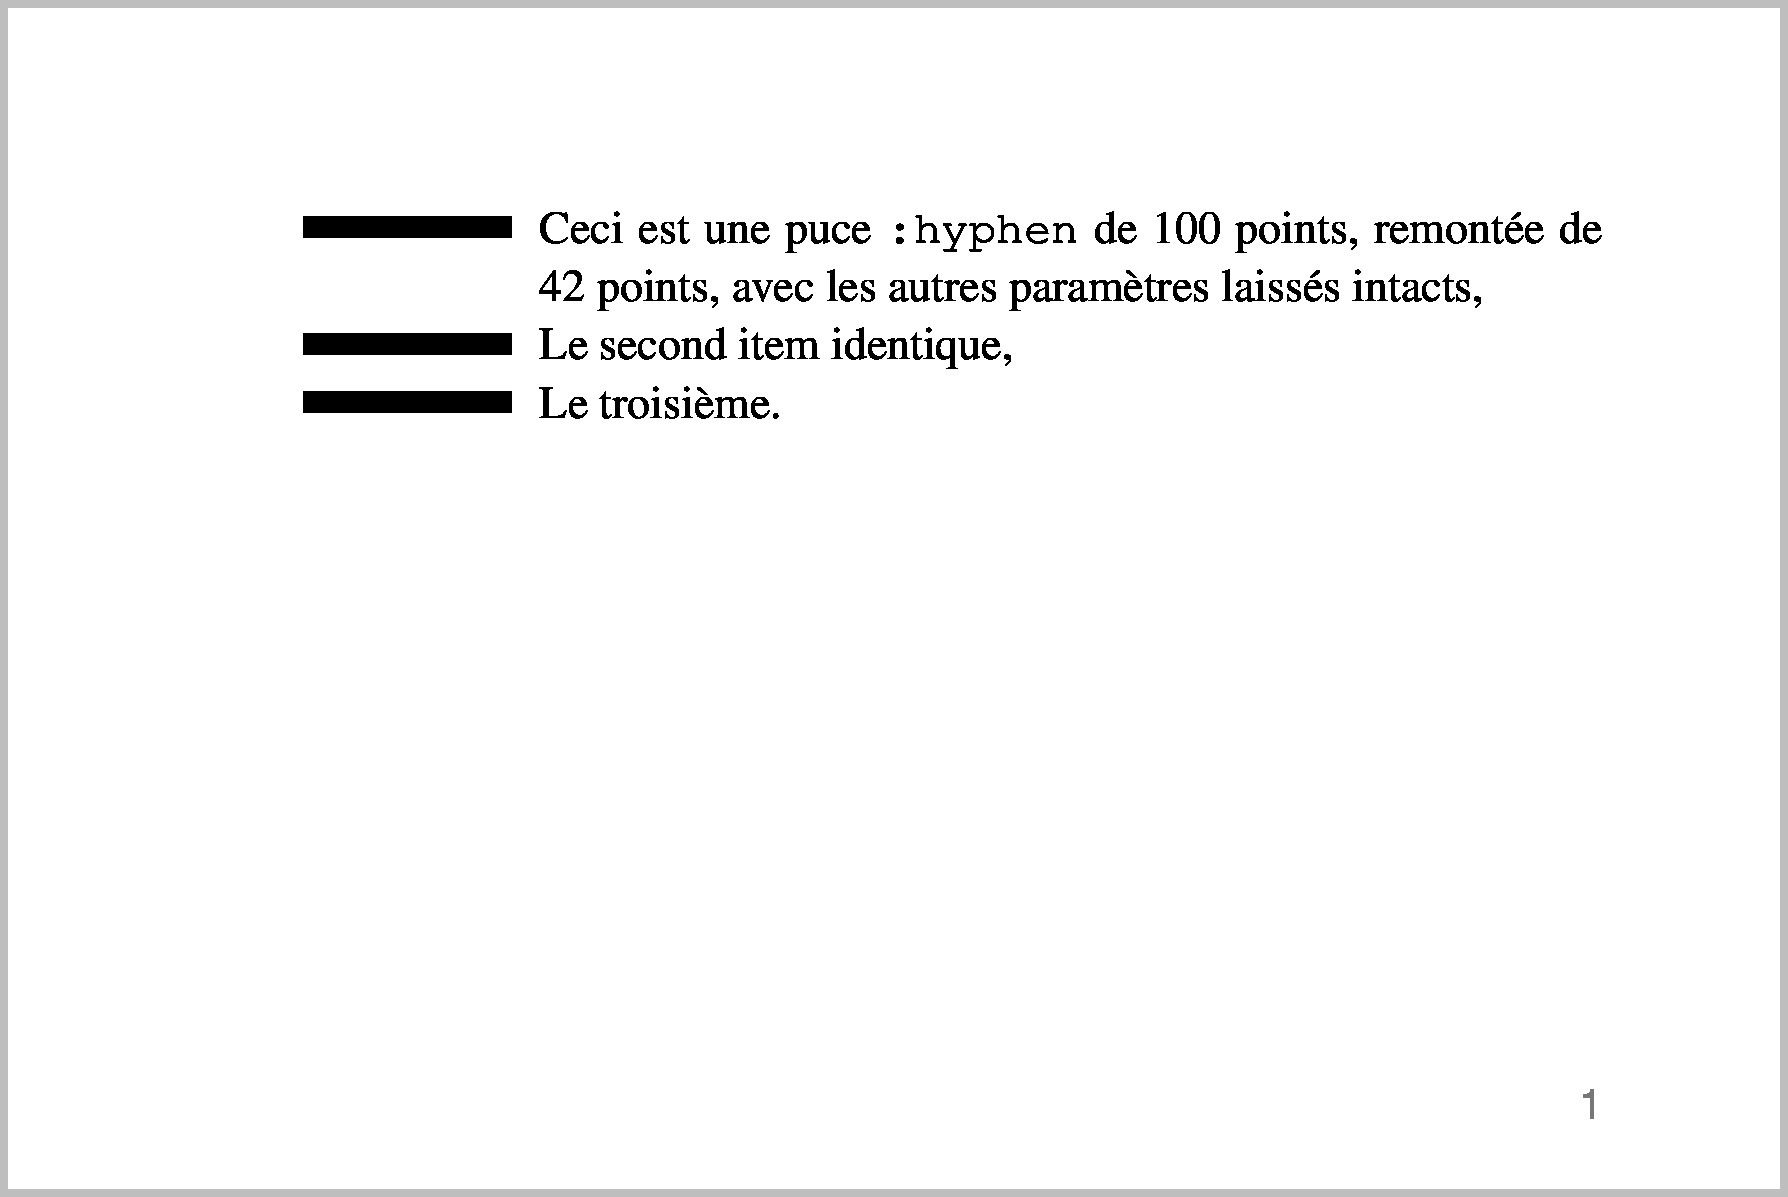 Ceci est une puce :hyphen de 100 points, remontée de
42 points, avec les autres paramètres laissés intacts,
Le second item identique,
Le troisième.
1